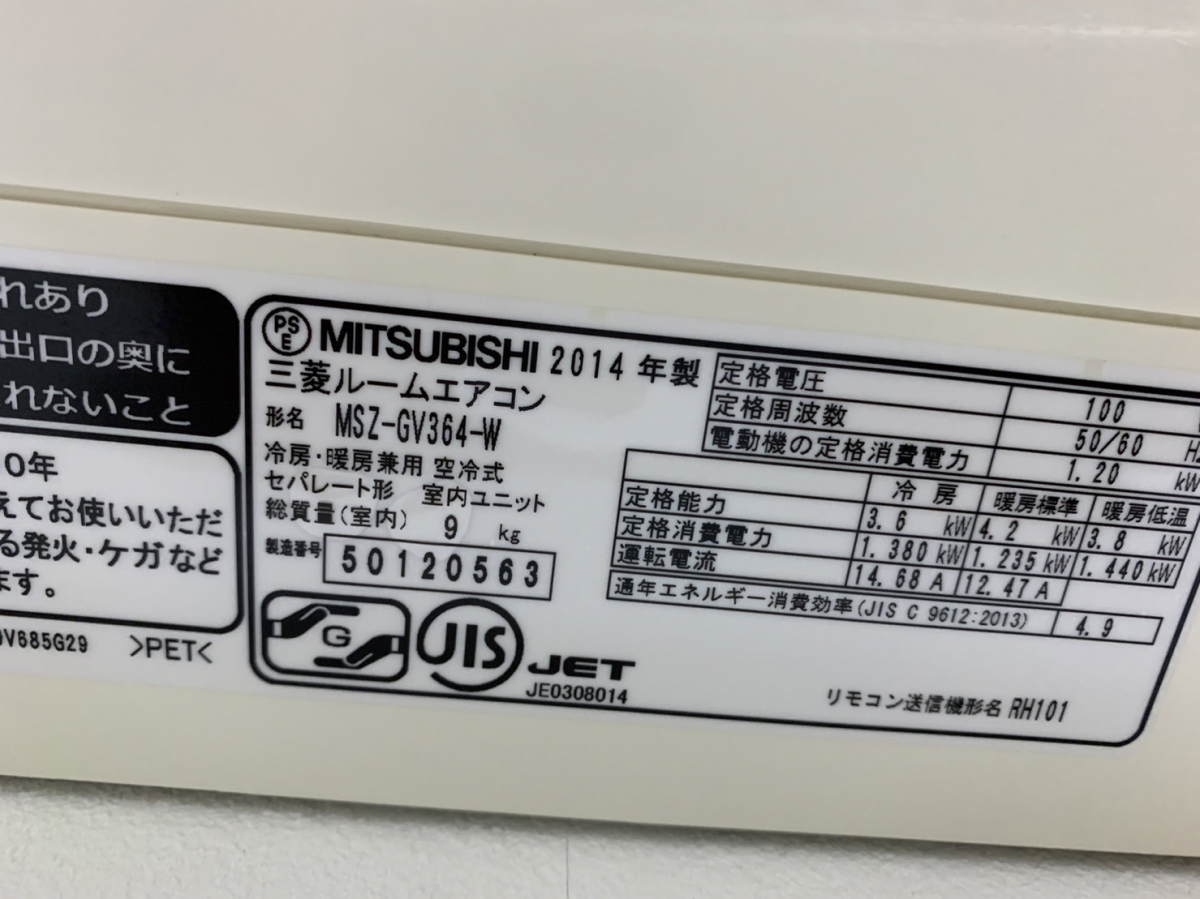 れあり
出口の奥に
れないこと
0年
えてお使いいただ
る発火・ケガなど
ます。
V685G29
>PET<
PSE
MITSUBISHI 2014 年製
三菱ルームエアコン
形名 MSZ-GV364-W
冷房・暖房兼用 空冷式
セパレート形 室内ユニット
総質量(室内) 9 kg
製造番号 50120563
G
JIS
JET
JE0308014
定格電圧 100
定格周波数 50/60 Hz
電動機の定格消費電力 1.20 kW
冷房 暖房標準 暖房低温
定格能力 3.6 kW 4.2 kW 3.8 kW
定格消費電力 1.380 kW 1.235 kW 1.440 kW
運転電流 14.68 A 12.47 A
通年エネルギー消費効率(JIS C 9612:2013) 4.9
リモコン送信機形名 RH101